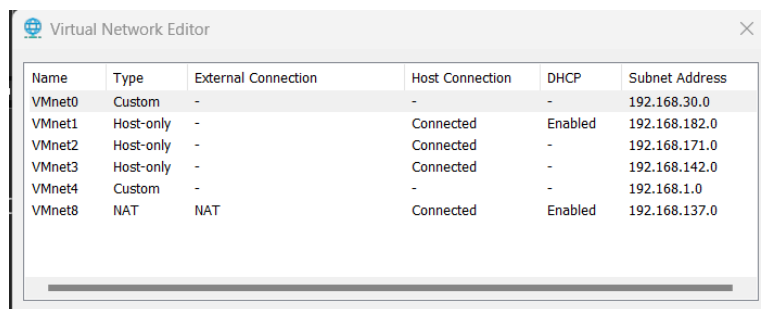 Virtual Network Editor
Name Type External Connection Host Connection DHCP Subnet Address
VMnet0 Custom - - - 192.168.30.0
VMnet1 Host-only - Connected Enabled 192.168.182.0
VMnet2 Host-only - Connected - 192.168.171.0
VMnet3 Host-only - Connected - 192.168.142.0
VMnet4 Custom - - - 192.168.1.0
VMnet8 NAT NAT Connected Enabled 192.168.137.0